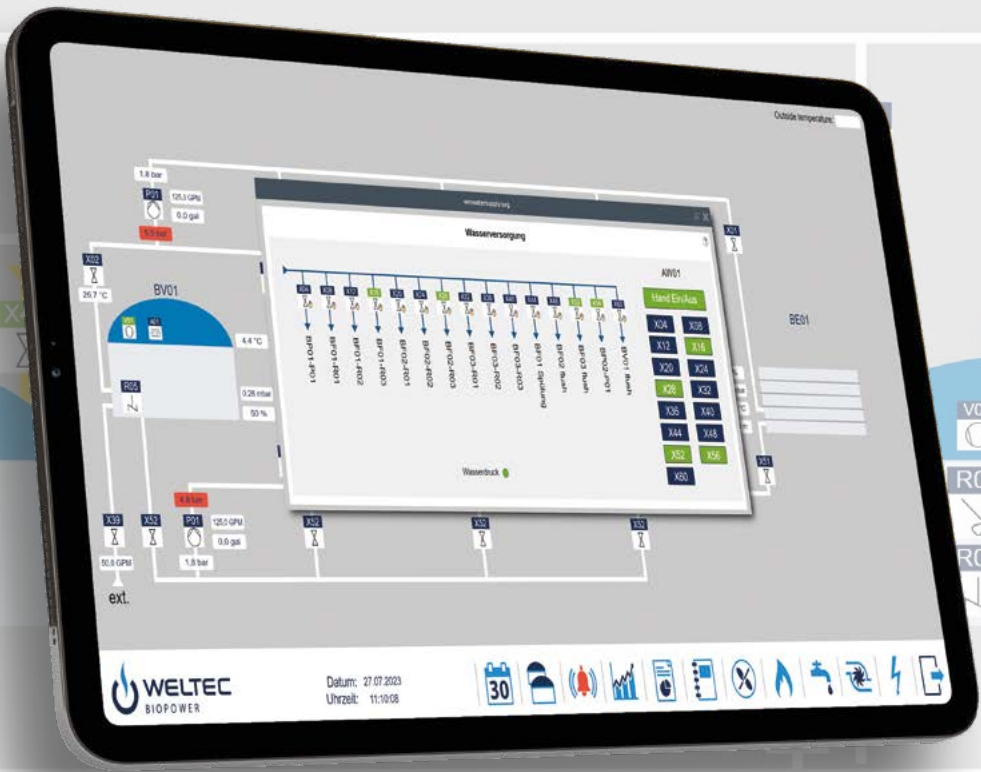 Outside temperature:
1,8 bar
P01
125,0 GPM
0,0 gal
X02
26,7 °C
BV01
V01
4,4 °C
R05
0,26 mbar
50 %
Wasserversorgung
BF01-P01
BF01-R01
BF01-R02
BF01-R03
BF02-R01
BF02-R02
BF02-R03
BF03-R01
BF03-R02
BF03-R03
BF01 Spülung
BF02 flush
BF03 flush
BP02-P01
BV01 flush
Wasserdruck
AW01
Hand Ein/Aus
X04 X08
X12 X16
X20 X24
X28 X32
X36 X40
X44 X48
X52 X56
X60
X01
BE01
X51
4,8 bar
X39
X52
P01
125,0 GPM
0,0 gal
1,8 bar
50,0 GPM
X52
X52
X52
ext.
WELTEC
BIOPOWER
Datum: 27.07.2023
Uhrzeit: 11:10:08
30